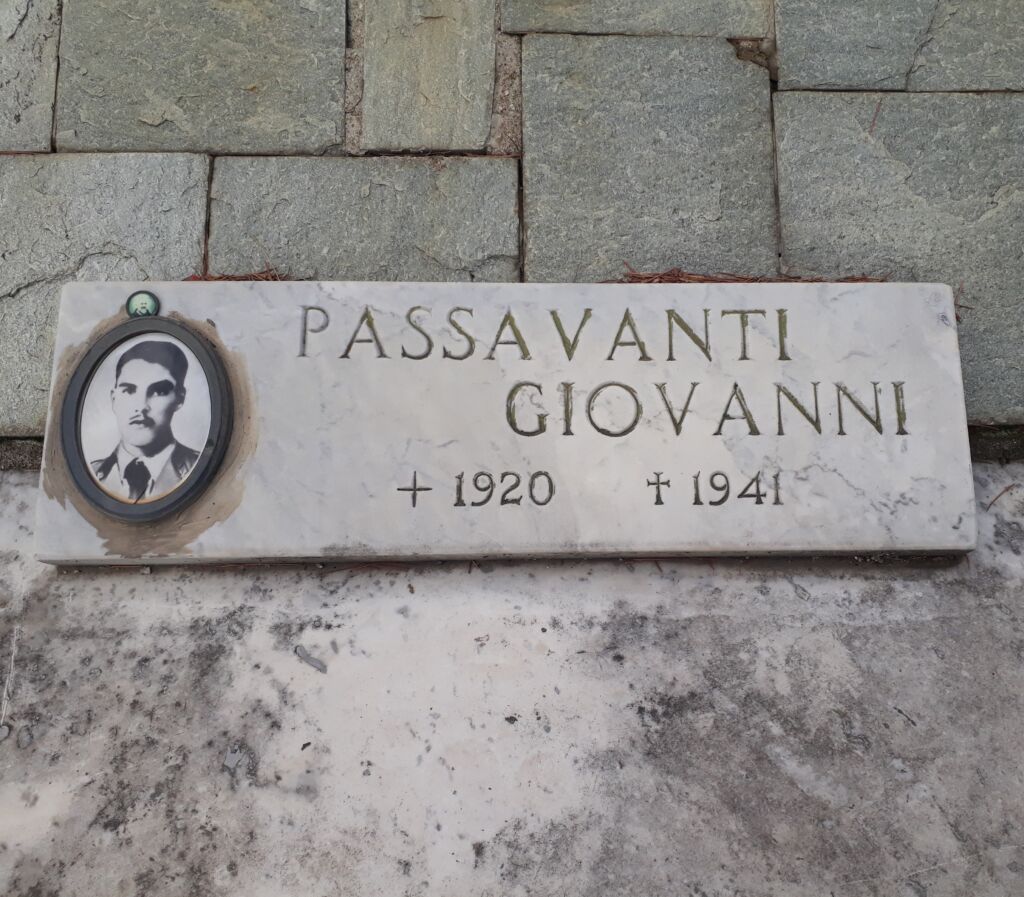 PASSAVANTI
GIOVANNI
+ 1920 † 1941